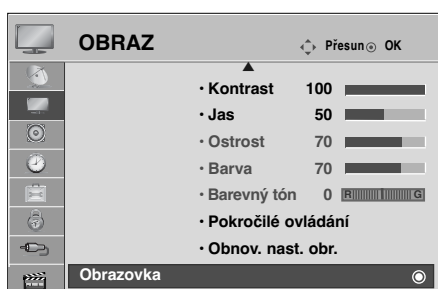 OBRAZ Přesun OK
• Kontrast 100
• Jas 50
• Ostrost 70
• Barva 70
• Barevný tón 0 R G
• Pokročilé ovládání
• Obnov. nast. obr.
Obrazovka